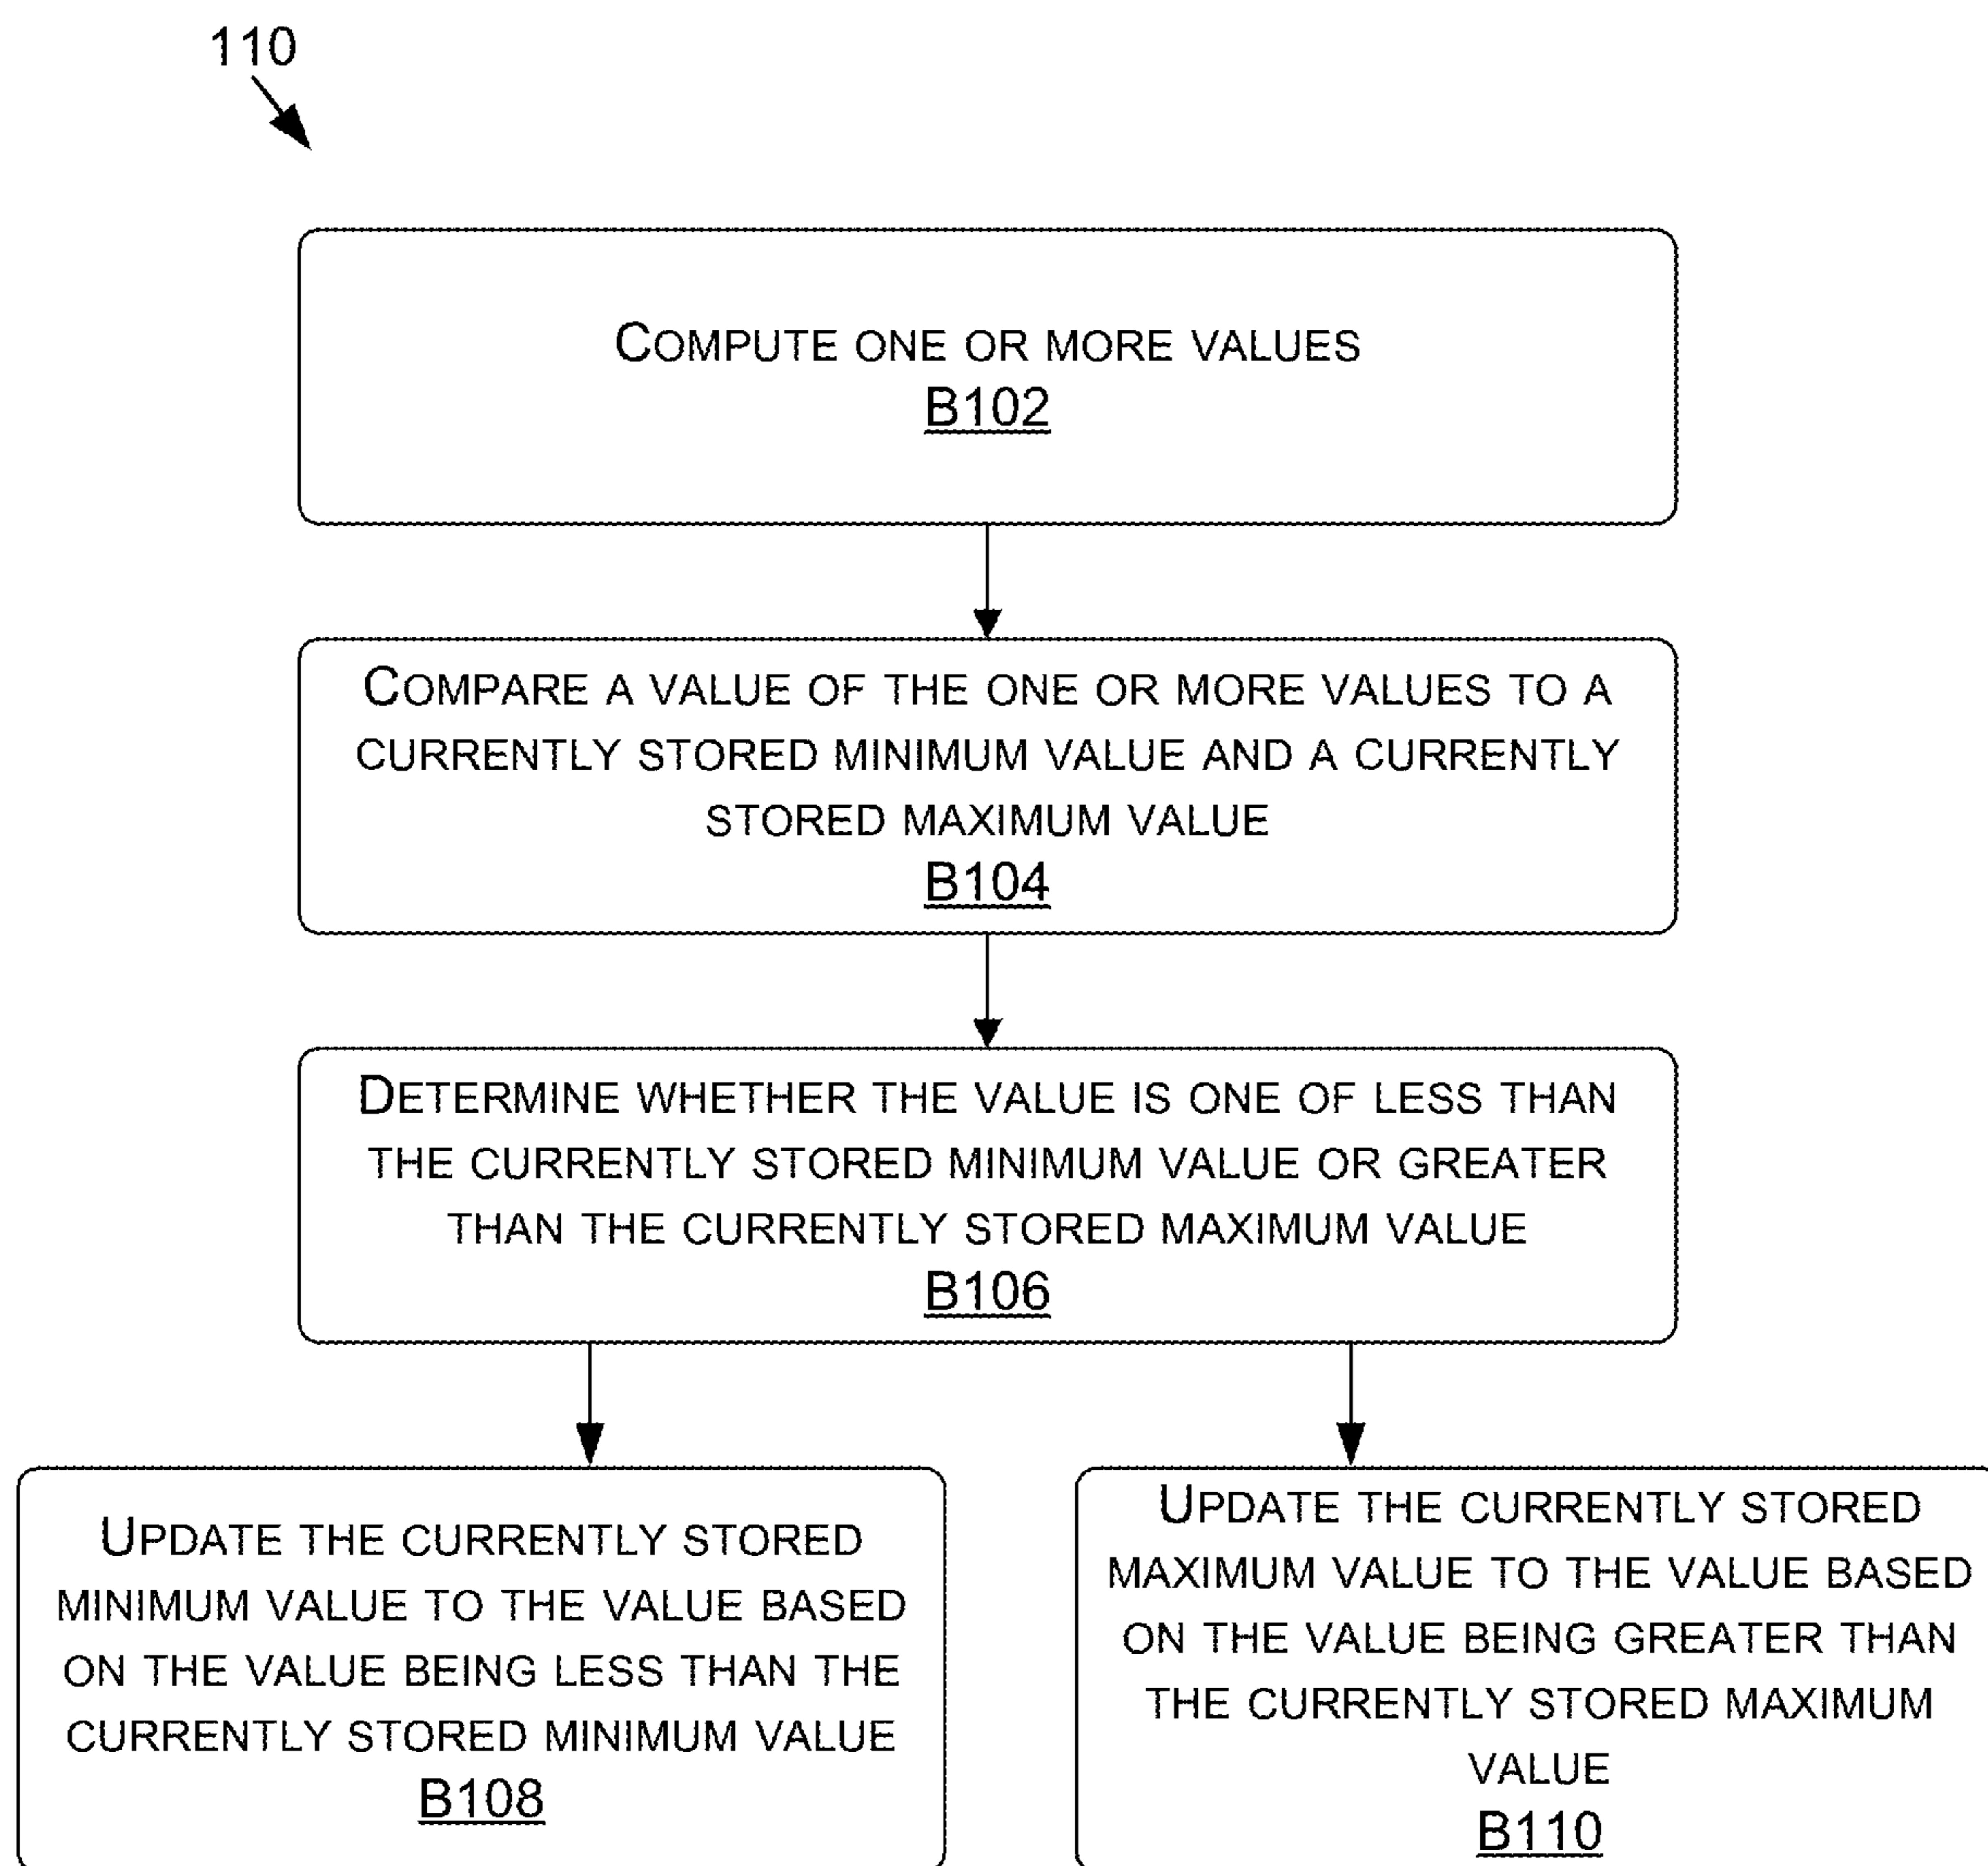 110
COMPUTE ONE OR MORE VALUES
B102
COMPARE A VALUE OF THE ONE OR MORE VALUES TO A
CURRENTLY STORED MINIMUM VALUE AND A CURRENTLY
STORED MAXIMUM VALUE
B104
DETERMINE WHETHER THE VALUE IS ONE OF LESS THAN
THE CURRENTLY STORED MINIMUM VALUE OR GREATER
THAN THE CURRENTLY STORED MAXIMUM VALUE
B106
UPDATE THE CURRENTLY STORED
MINIMUM VALUE TO THE VALUE BASED
ON THE VALUE BEING LESS THAN THE
CURRENTLY STORED MINIMUM VALUE
B108
UPDATE THE CURRENTLY STORED
MAXIMUM VALUE TO THE VALUE BASED
ON THE VALUE BEING GREATER THAN
THE CURRENTLY STORED MAXIMUM
VALUE
B110